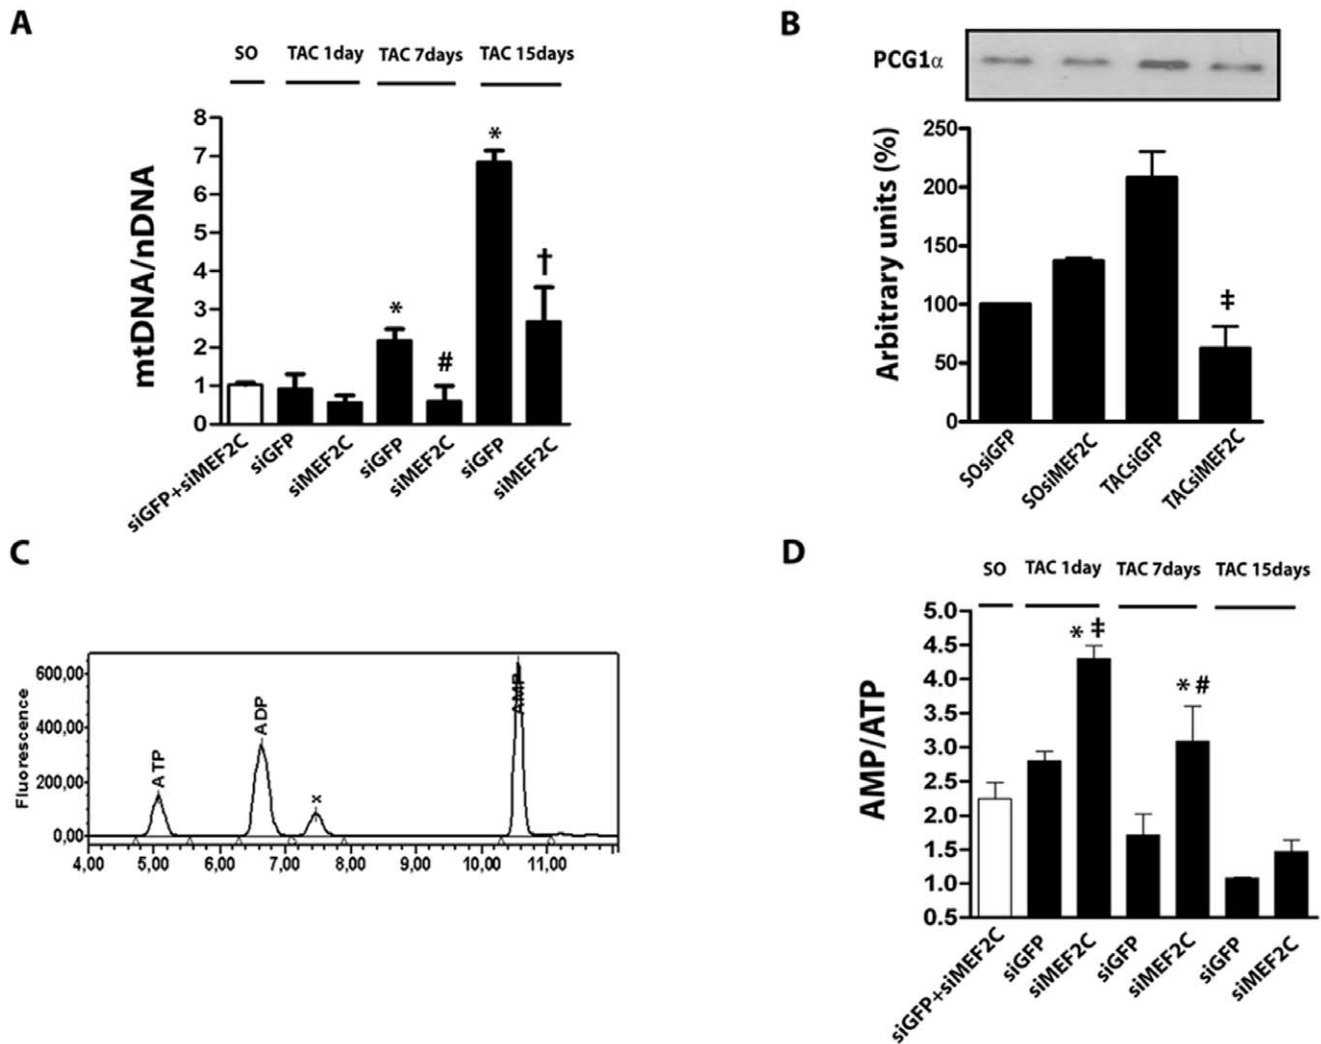 A
SO TAC 1day TAC 7days TAC 15days
mtDNA/nDNA
8
7
6
5
4
3
2
1
0
*
#
*
†
siGFP+siMEF2C siGFP siMEF2C siGFP siMEF2C siGFP siMEF2C
B
PCG1α
Arbitrary units (%)
250
200
150
100
50
0
‡
SOsiGFP SOsiMEF2C TACsiGFP TACsiMEF2C
C
Fluorescence
600,00
400,00
200,00
0,00
ATP
ADP
x
AMP
4,00 5,00 6,00 7,00 8,00 9,00 10,00 11,00
D
SO TAC 1day TAC 7days TAC 15days
AMP/ATP
5.0
4.5
4.0
3.5
3.0
2.5
2.0
1.5
1.0
0.5
* ‡
* #
siGFP+siMEF2C siGFP siMEF2C siGFP siMEF2C siGFP siMEF2C